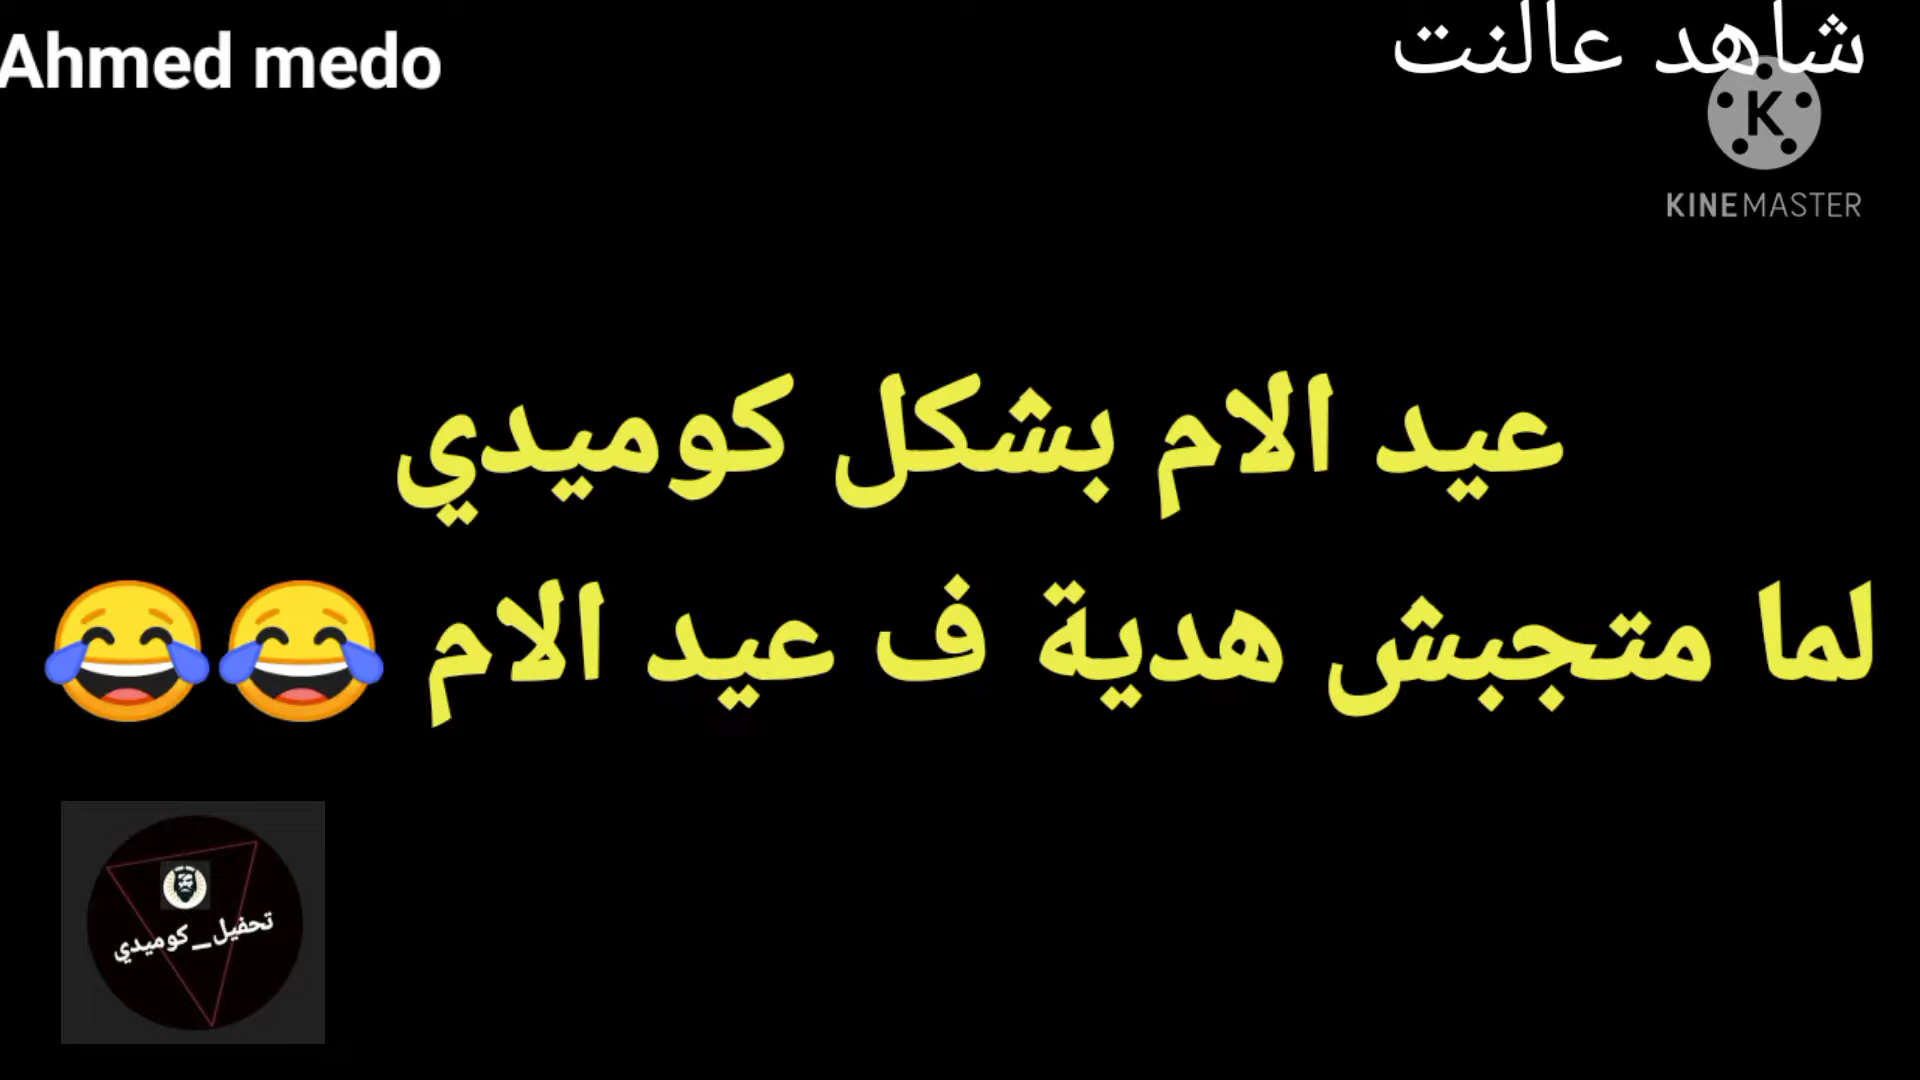 Ahmed medo
شاهد عالنت
KINEMASTER
عيد الام بشكل كوميدي
لما متجبش هدية ف عيد الام 😂😂
تحفيل_كوميدي